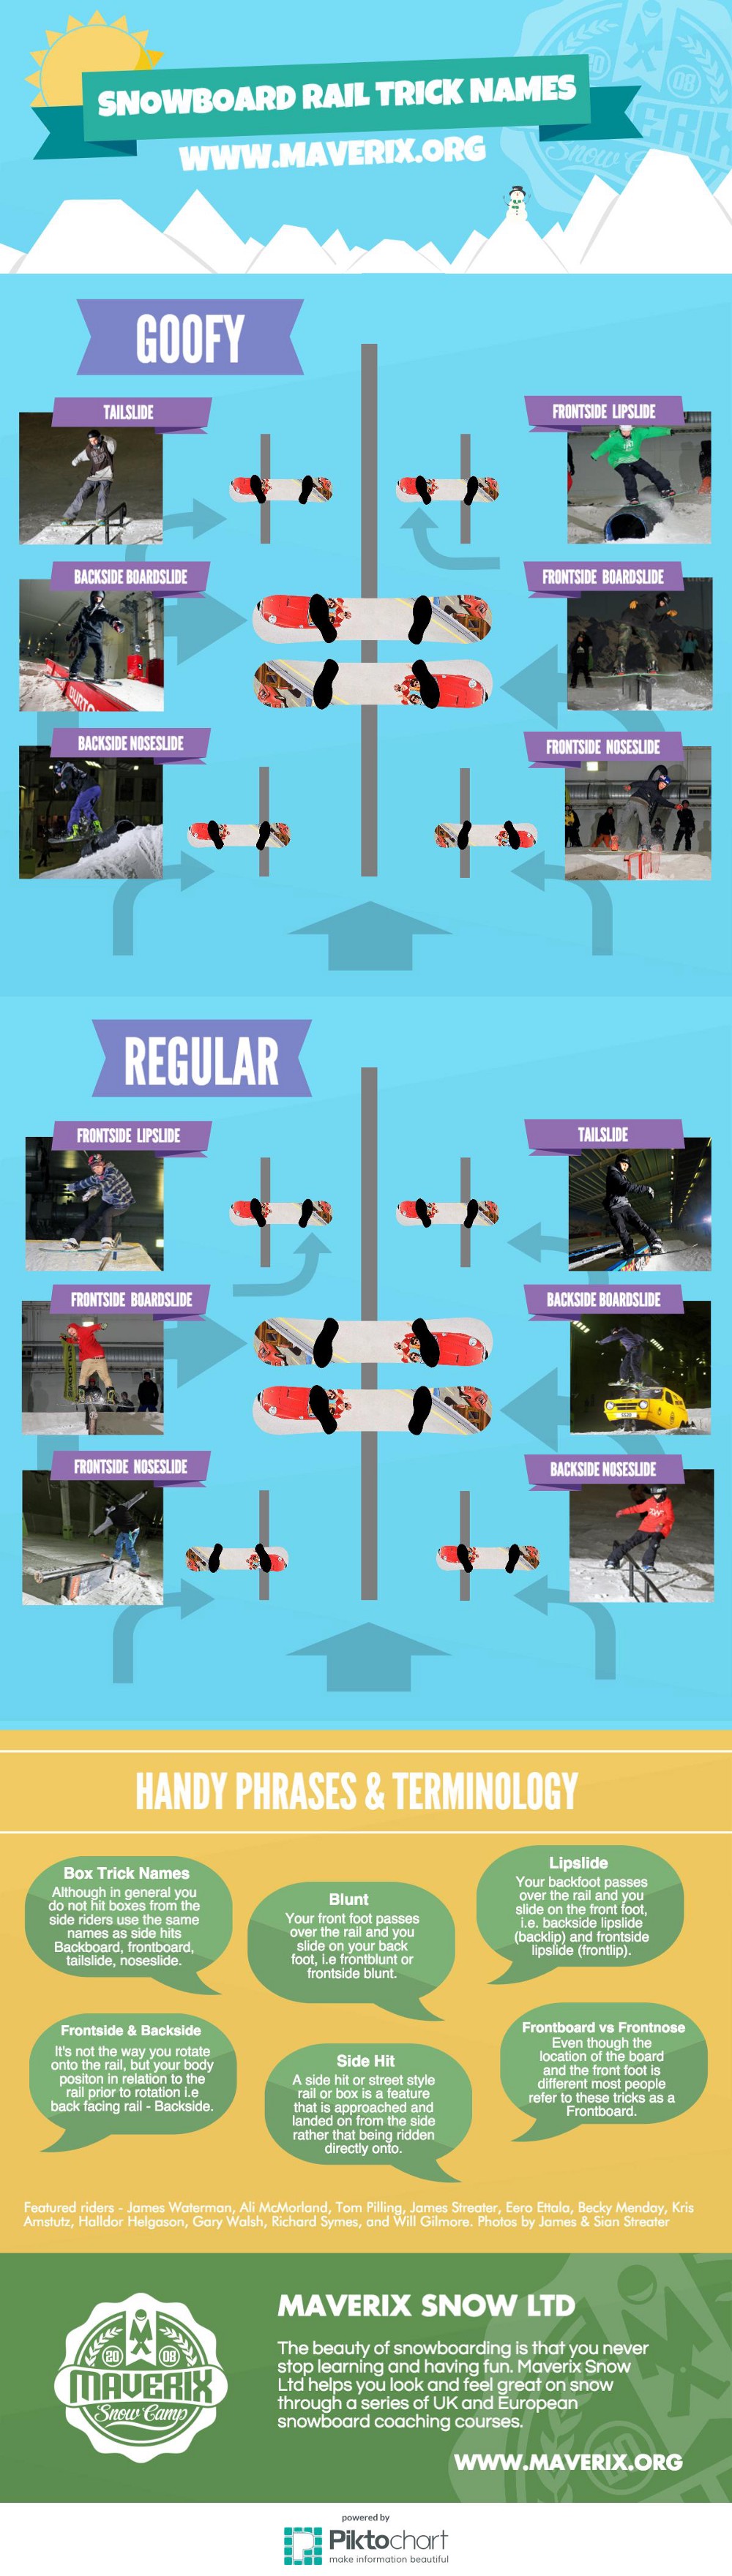 SNOWBOARD RAIL TRICK NAMES
WWW.MAVERIX.ORG
GOOFY
TAILSLIDE
FRONTSIDE LIPSLIDE
BACKSIDE BOARDSLIDE
FRONTSIDE BOARDSLIDE
BACKSIDE NOSESLIDE
FRONTSIDE NOSESLIDE
REGULAR
FRONTSIDE LIPSLIDE
TAILSLIDE
FRONTSIDE BOARDSLIDE
BACKSIDE BOARDSLIDE
FRONTSIDE NOSESLIDE
BACKSIDE NOSESLIDE
HANDY PHRASES & TERMINOLOGY
Box Trick Names
Although in general you
do not hit boxes from the
side riders use the same
names as side hits
Backboard, frontboard,
tailslide, noseslide.
Blunt
Your front foot passes
over the rail and you
slide on your back
foot, i.e frontblunt or
frontside blunt.
Lipslide
Your backfoot passes
over the rail and you
slide on the front foot,
i.e. backside lipslide
(backlip) and frontside
lipslide (frontlip).
Frontside & Backside
It's not the way you rotate
onto the rail, but your body
positon in relation to the
rail prior to rotation i.e
back facing rail - Backside.
Side Hit
A side hit or street style
rail or box is a feature
that is approached and
landed on from the side
rather that being ridden
directly onto.
Frontboard vs Frontnose
Even though the
location of the board
and the front foot is
different most people
refer to these tricks as a
Frontboard.
Featured riders - James Waterman, Ali McMorland, Tom Pilling, James Streater, Eero Ettala, Becky Menday, Kris
Amstutz, Halldor Helgason, Gary Walsh, Richard Symes, and Will Gilmore. Photos by James & Sian Streater
20 08
MAVERIX
Snow Camp
MAVERIX SNOW LTD
The beauty of snowboarding is that you never
stop learning and having fun. Maverix Snow
Ltd helps you look and feel great on snow
through a series of UK and European
snowboard coaching courses.
WWW.MAVERIX.ORG
powered by
Piktochart
make information beautiful